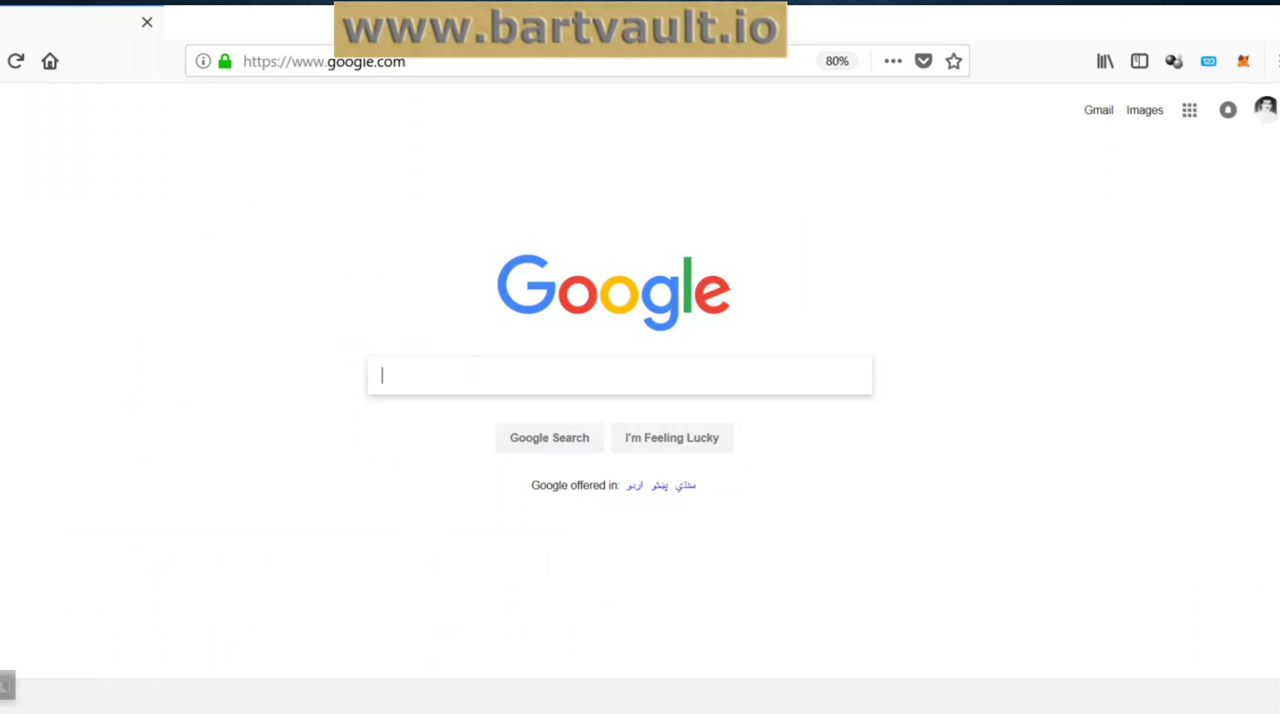 www.bartvault.io
https://www.google.com
80%
123
Gmail Images
Google
Google Search I'm Feeling Lucky
Google offered in: اردو پښتو سنڌي